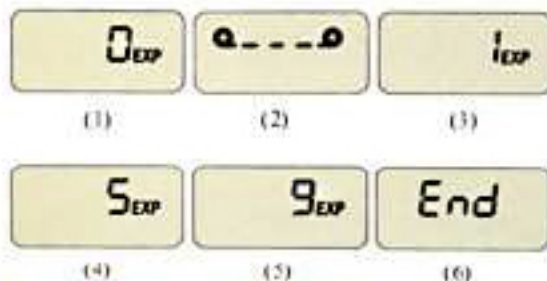 0EXP
1EXP
(1) (2) (3)
5EXP 9EXP End
(4) (5) (6)